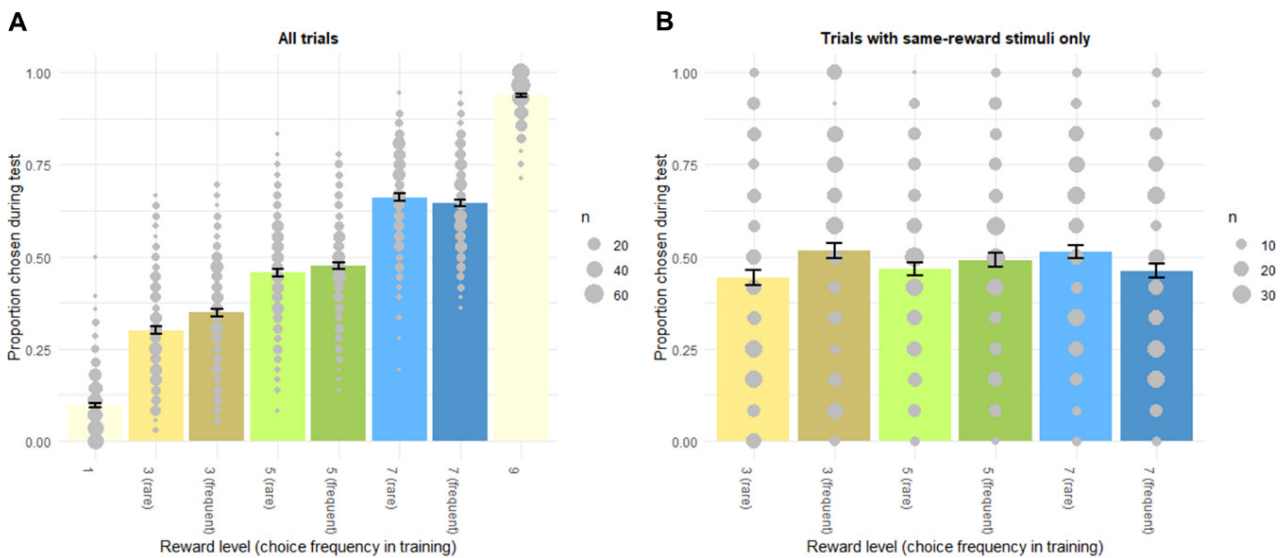 A
All trials
Proportion chosen during test
1.00
0.75
0.50
0.25
0.00
1
3 (rare)
3 (frequent)
5 (rare)
5 (frequent)
7 (rare)
7 (frequent)
9
Reward level (choice frequency in training)
n
20
40
60
B
Trials with same-reward stimuli only
Proportion chosen during test
1.00
0.75
0.50
0.25
0.00
3 (rare)
3 (frequent)
5 (rare)
5 (frequent)
7 (rare)
7 (frequent)
Reward level (choice frequency in training)
n
10
20
30